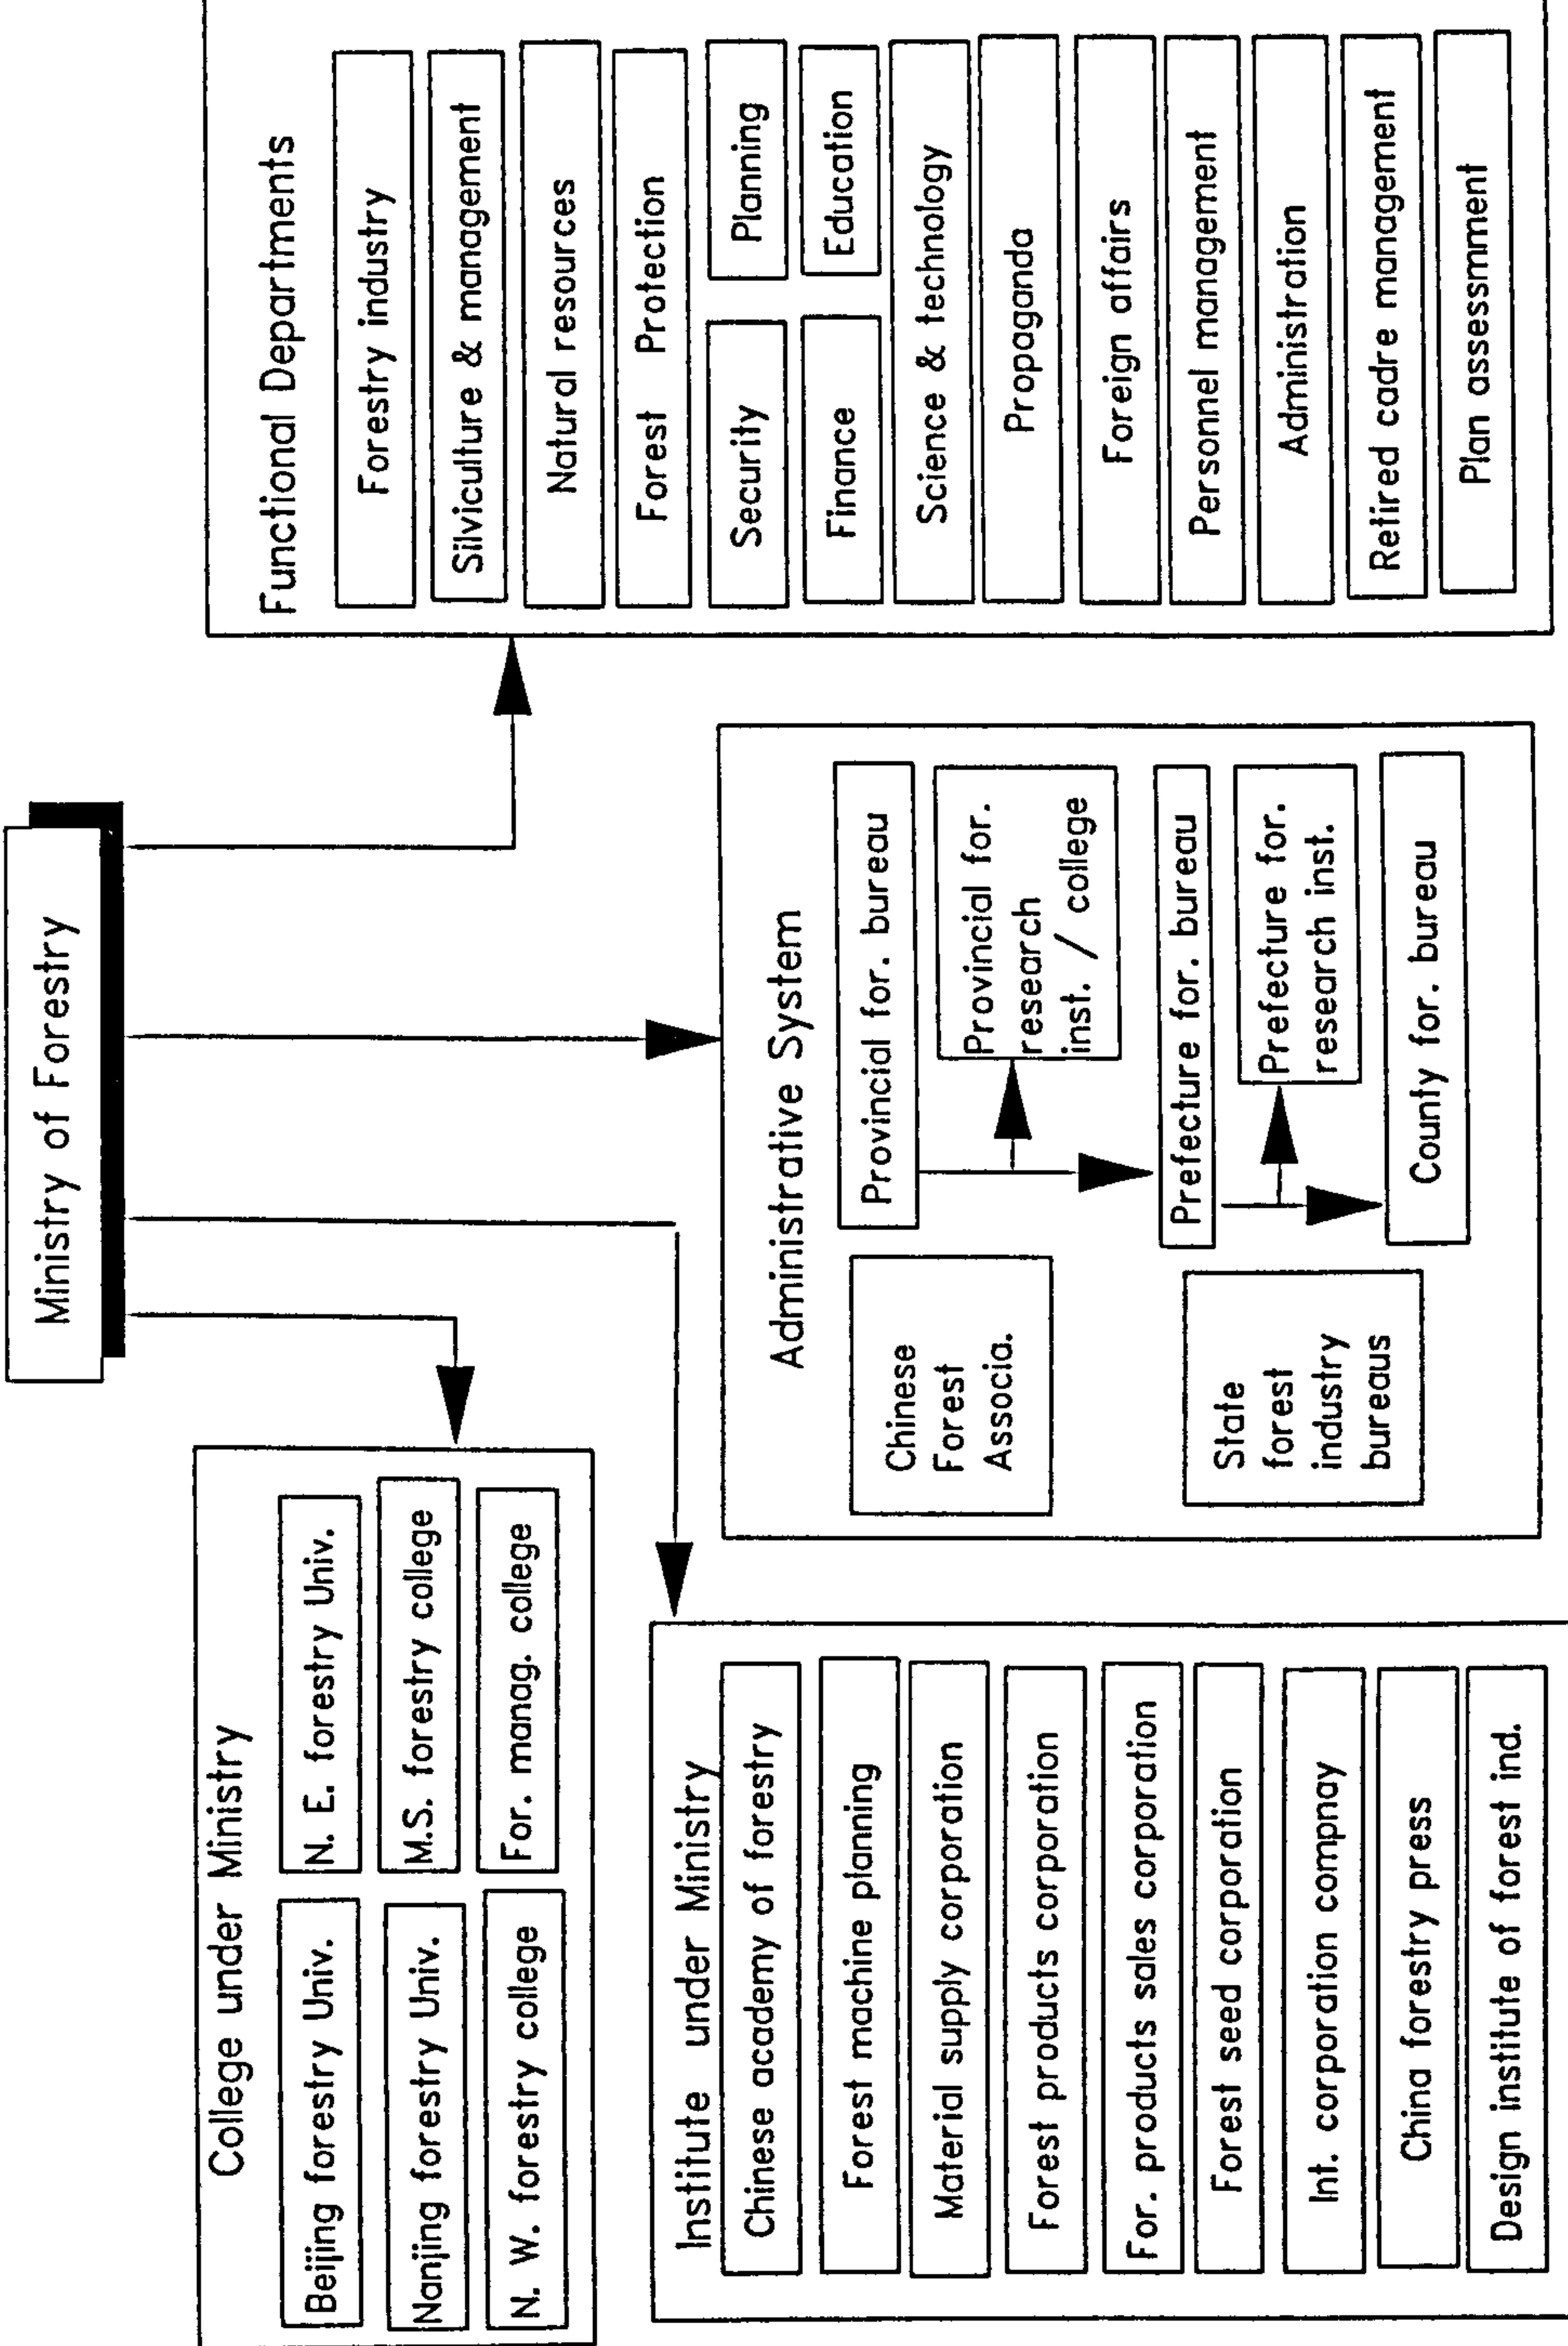 Ministry of Forestry
College under Ministry
Beijing forestry Univ.
N. E. forestry Univ.
Nanjing forestry Univ.
M.S. forestry college
N. W. forestry college
For. manag. college
Institute under Ministry
Chinese academy of forestry
Forest machine planning
Material supply corporation
Forest products corporation
For. products sales corporation
Forest seed corporation
Int. corporation compnay
China forestry press
Design institute of forest ind.
Administrative System
Chinese
Forest
Associa.
State
forest
industry
bureaus
Provincial for. bureau
Provincial for.
research
inst. / college
Prefecture for. bureau
Prefecture for.
research inst.
County for. bureau
Functional Departments
Forestry industry
Silviculture & management
Natural resources
Forest Protection
Security
Planning
Finance
Education
Science & technology
Propaganda
Foreign affairs
Personnel management
Administration
Retired cadre management
Plan assessmment